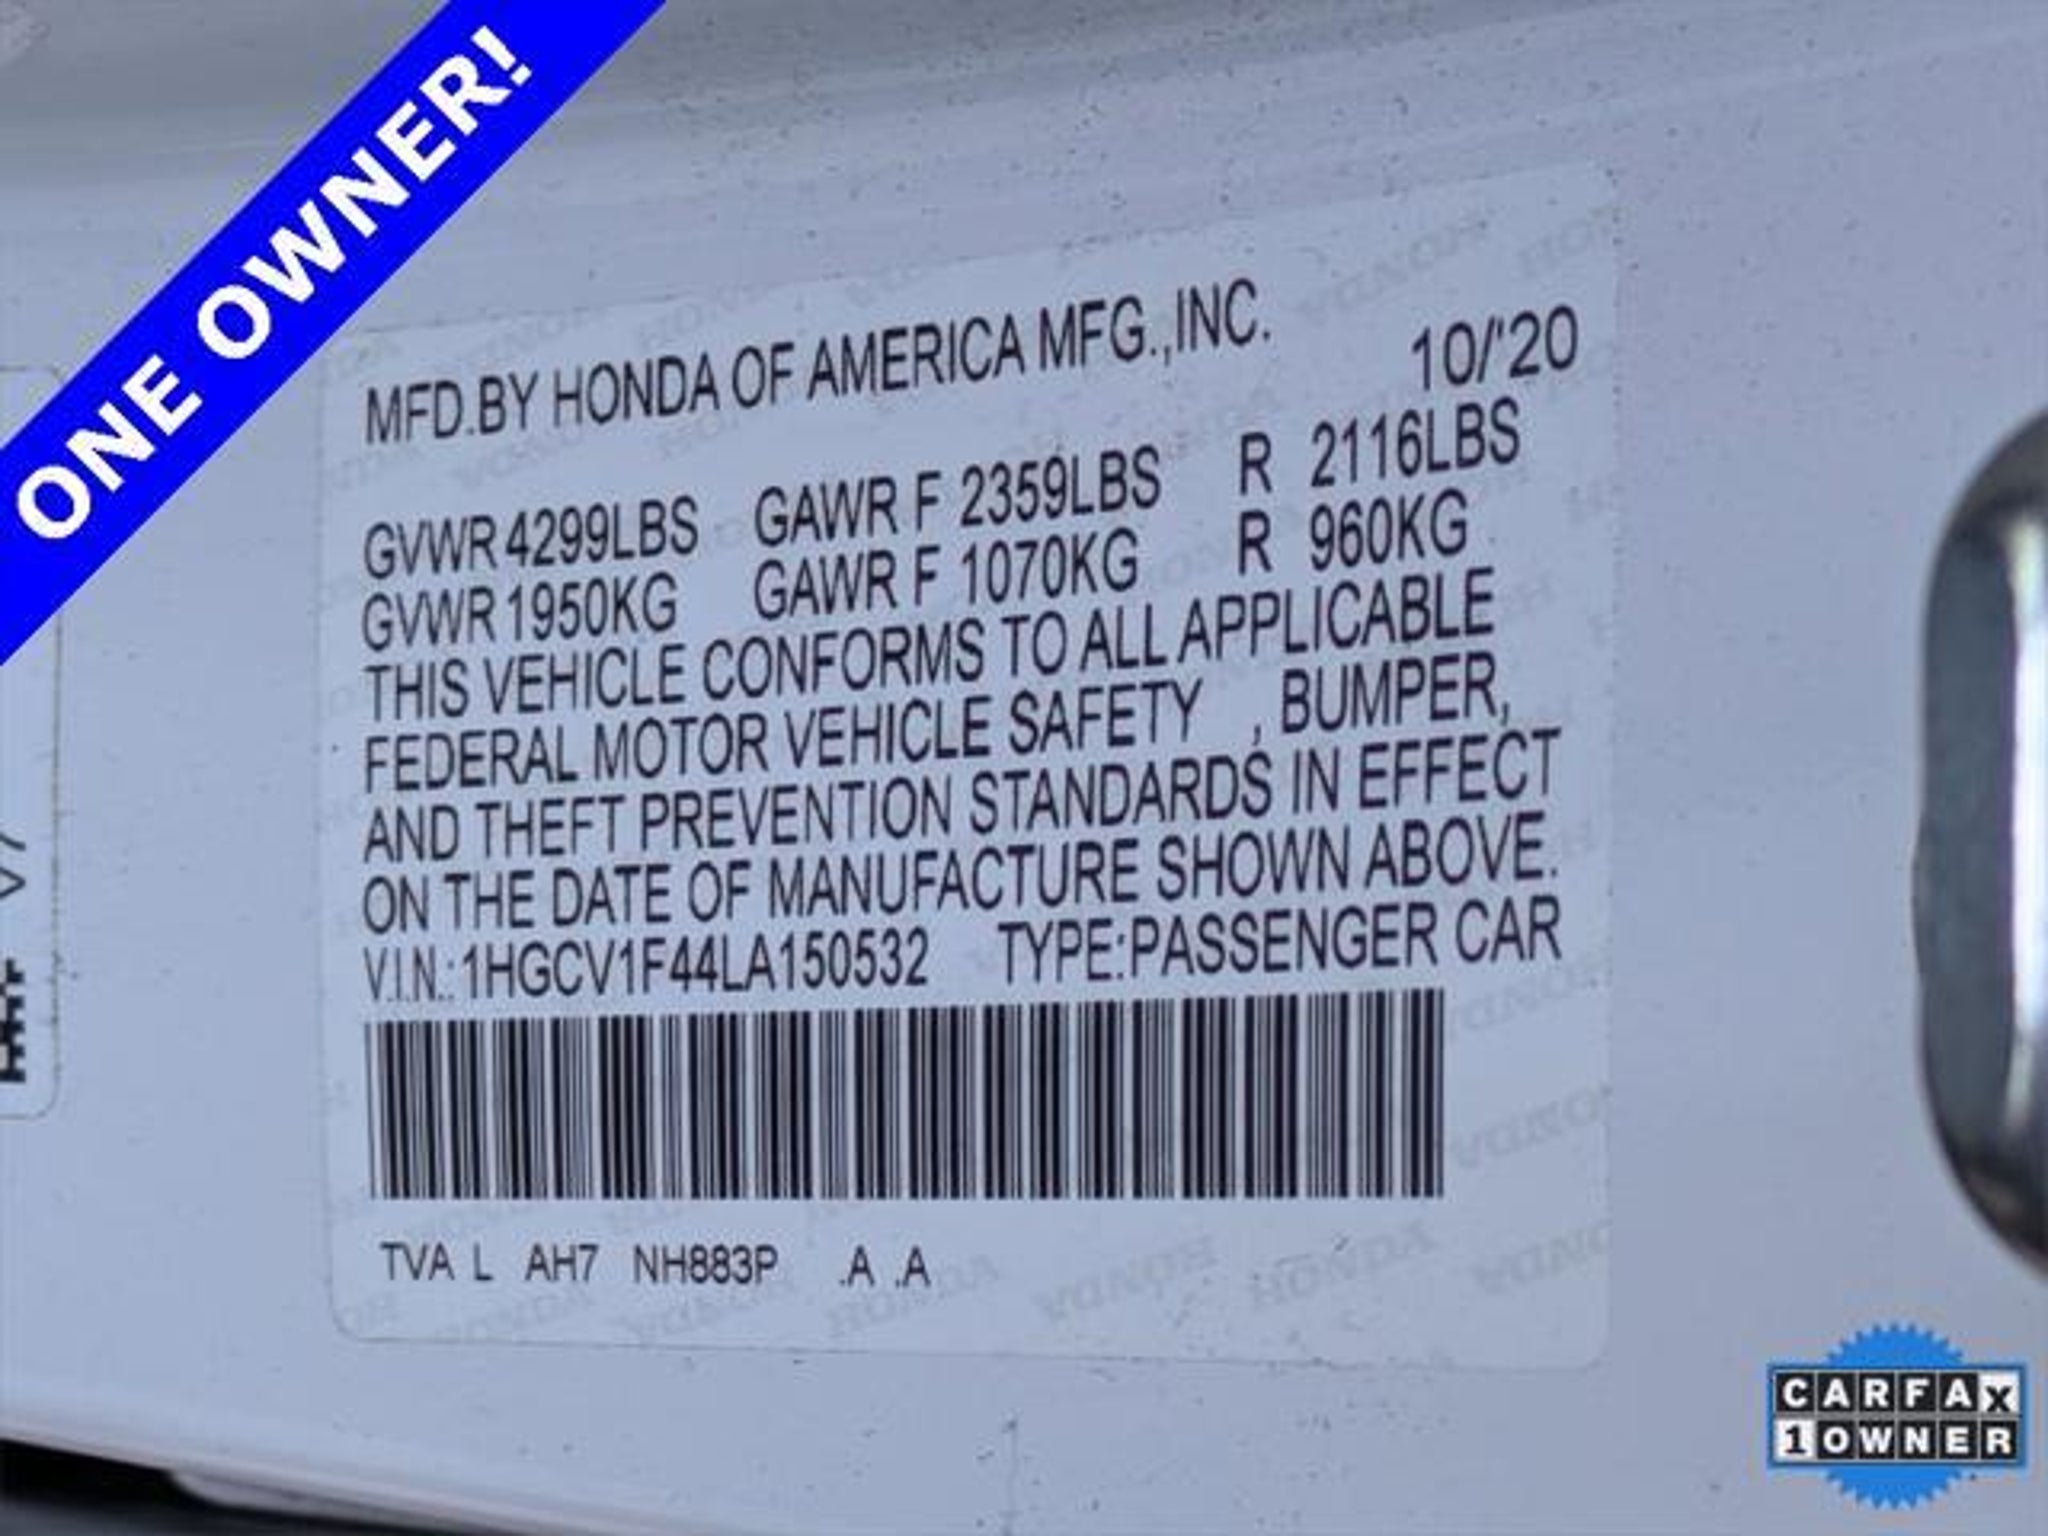 ONE OWNER!
MFD.BY HONDA OF AMERICA MFG.,INC.
10/'20
GVWR 4299LBS GAWR F 2359LBS R 2116LBS
GVWR 1950KG GAWR F 1070KG R 960KG
THIS VEHICLE CONFORMS TO ALL APPLICABLE
FEDERAL MOTOR VEHICLE SAFETY , BUMPER,
AND THEFT PREVENTION STANDARDS IN EFFECT
ON THE DATE OF MANUFACTURE SHOWN ABOVE.
V.I.N.: 1HGCV1F44LA150532 TYPE:PASSENGER CAR
TVA L AH7 NH883P .A .A
CARFAX
1 OWNER